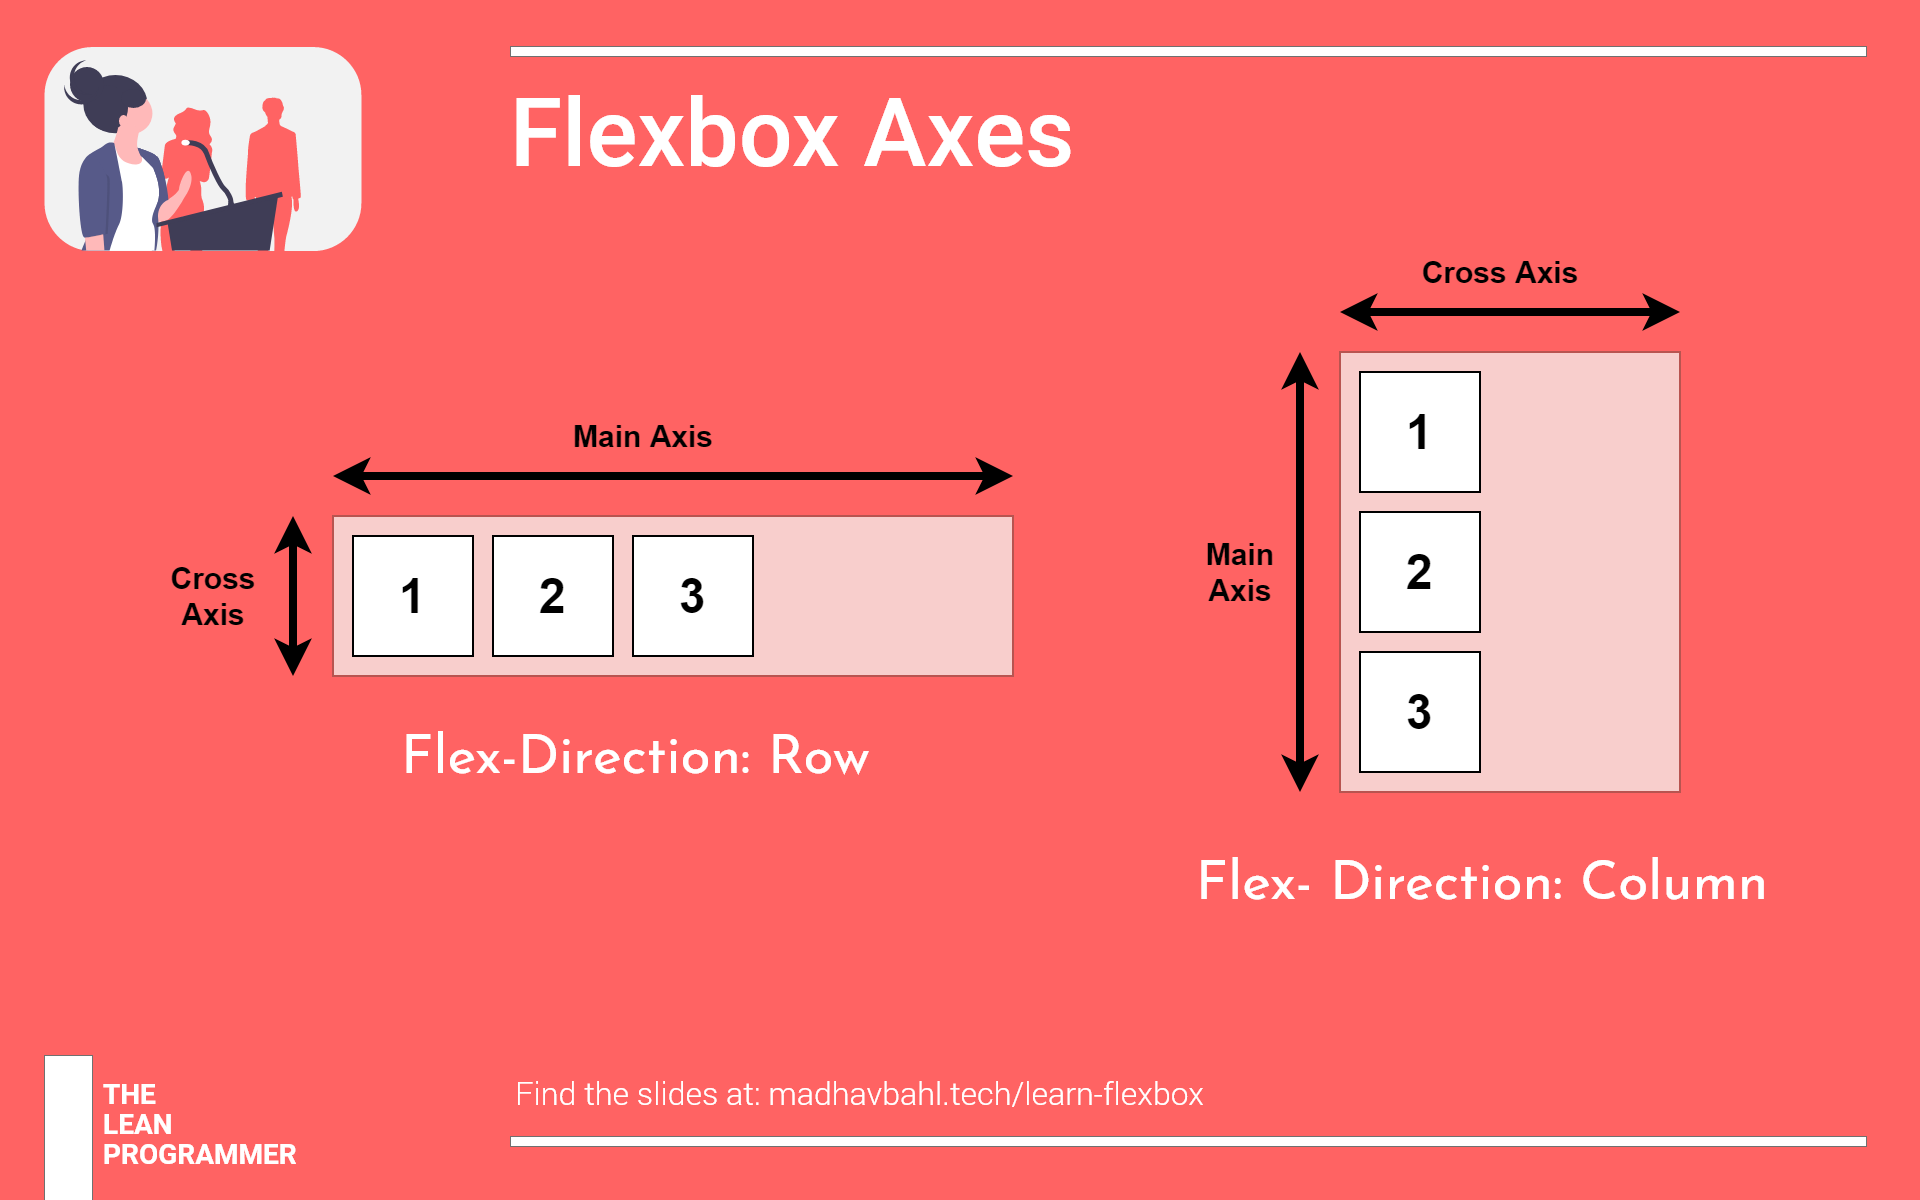 Flexbox Axes
Main Axis
Cross
Axis
1 2 3
Flex-Direction: Row
Cross Axis
Main
Axis
1
2
3
Flex- Direction: Column
THE
LEAN
PROGRAMMER
Find the slides at: madhavbahl.tech/learn-flexbox